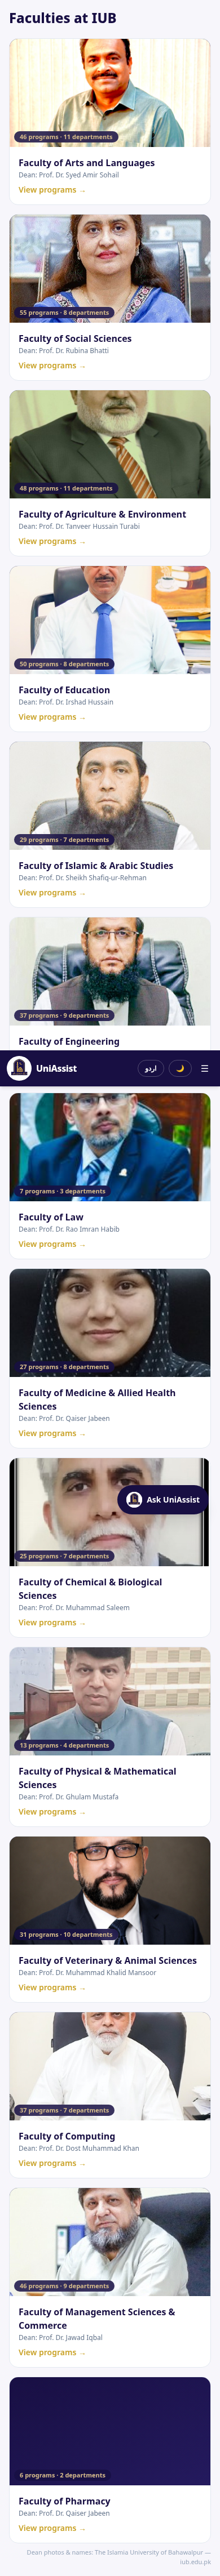 Faculties at IUB
46 programs · 11 departments
Faculty of Arts and Languages
Dean: Prof. Dr. Syed Amir Sohail
View programs →
55 programs · 8 departments
Faculty of Social Sciences
Dean: Prof. Dr. Rubina Bhatti
View programs →
48 programs · 11 departments
Faculty of Agriculture & Environment
Dean: Prof. Dr. Tanveer Hussain Turabi
View programs →
50 programs · 8 departments
Faculty of Education
Dean: Prof. Dr. Irshad Hussain
View programs →
29 programs · 7 departments
Faculty of Islamic & Arabic Studies
Dean: Prof. Dr. Sheikh Shafiq-ur-Rehman
View programs →
37 programs · 9 departments
Faculty of Engineering
UniAssist
اردو
7 programs · 3 departments
Faculty of Law
Dean: Prof. Dr. Rao Imran Habib
View programs →
27 programs · 8 departments
Faculty of Medicine & Allied Health
Sciences
Dean: Prof. Dr. Qaiser Jabeen
View programs →
Ask UniAssist
25 programs · 7 departments
Faculty of Chemical & Biological
Sciences
Dean: Prof. Dr. Muhammad Saleem
View programs →
13 programs · 4 departments
Faculty of Physical & Mathematical
Sciences
Dean: Prof. Dr. Ghulam Mustafa
View programs →
31 programs · 10 departments
Faculty of Veterinary & Animal Sciences
Dean: Prof. Dr. Muhammad Khalid Mansoor
View programs →
37 programs · 7 departments
Faculty of Computing
Dean: Prof. Dr. Dost Muhammad Khan
View programs →
46 programs · 9 departments
Faculty of Management Sciences &
Commerce
Dean: Prof. Dr. Jawad Iqbal
View programs →
6 programs · 2 departments
Faculty of Pharmacy
Dean: Prof. Dr. Qaiser Jabeen
View programs →
Dean photos & names: The Islamia University of Bahawalpur —
iub.edu.pk